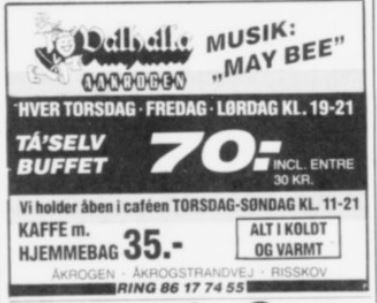 Valhalla
AAKROGEN
MUSIK:
„MAY BEE”
HVER TORSDAG · FREDAG · LØRDAG KL. 19-21
TÁ'SELV
BUFFET
70:-
INCL. ENTRE
30 KR.
Vi holder åben i caféen TORSDAG-SØNDAG KL. 11-21
KAFFE m.
HJEMMEBAG 35.-
ALT I KOLDT
OG VARMT
ÅKROGEN · ÅKROGSTRANDVEJ · RISSKOV
RING 86 17 74 55